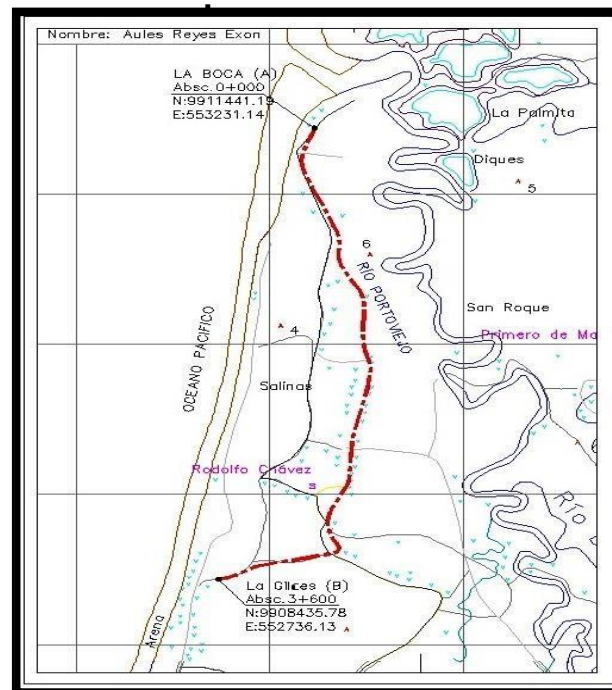 Nombre: Aules Reyes Exon
LA BOCA (A)
Absc. 0+000
N:9911441.19
E:553231.14
La Palmita
Diques
5
6
RÍO PORTOVIEJO
San Roque
Primero de Ma
4
OCEANO PACIFICO
Salinas
Rodolfo Chávez
s
RÍO
La Gilces (B)
Absc. 3+600
N:9908435.78
E:552736.13
Arena